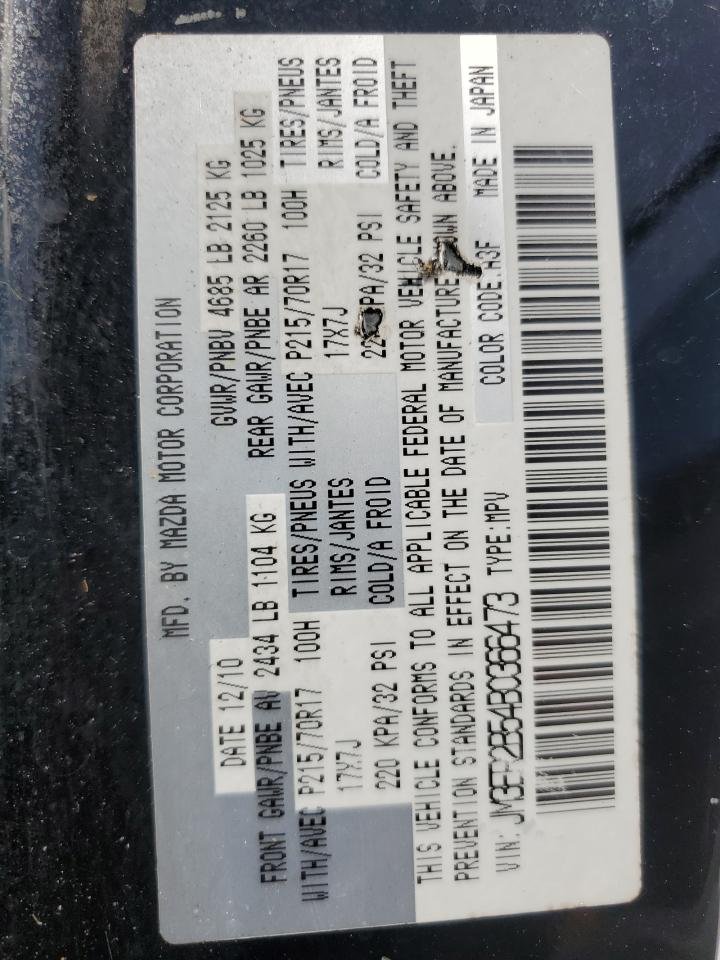 MFD. BY MAZDA MOTOR CORPORATION
DATE 12/10 GVWR/PNBV 4685 LB 2125 KG
FRONT GAWR/PNBE AV 2434 LB 1104 KG REAR GAWR/PNBE AR 2260 LB 1025 KG
WITH/AVEC P215/70R17 100H TIRES/PNEUS WITH/AVEC P215/70R17 100H TIRES/PNEUS
17X7J RIMS/JANTES 17X7J RIMS/JANTES
220 KPA/32 PSI COLD/A FROID PSI COLD/A FROID
THIS VEHICLE CONFORMS TO ALL APPLICABLE FEDERAL MOTOR VEHICLE SAFETY AND THEFT
PREVENTION STANDARDS IN EFFECT ON THE DATE OF MANUFACTURE ABOVE.
VIN: TYPE:MPV COLOR CODE:A3F MADE IN JAPAN